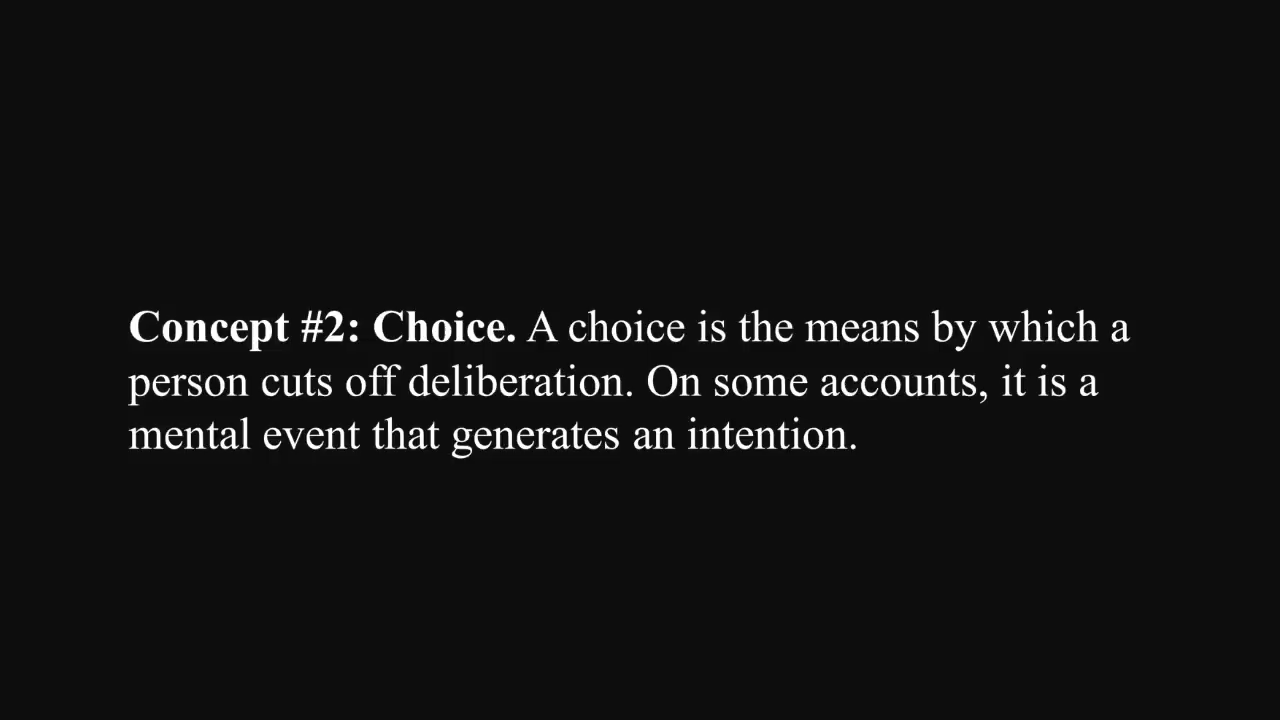 Concept #2: Choice. A choice is the means by which a
person cuts off deliberation. On some accounts, it is a
mental event that generates an intention.